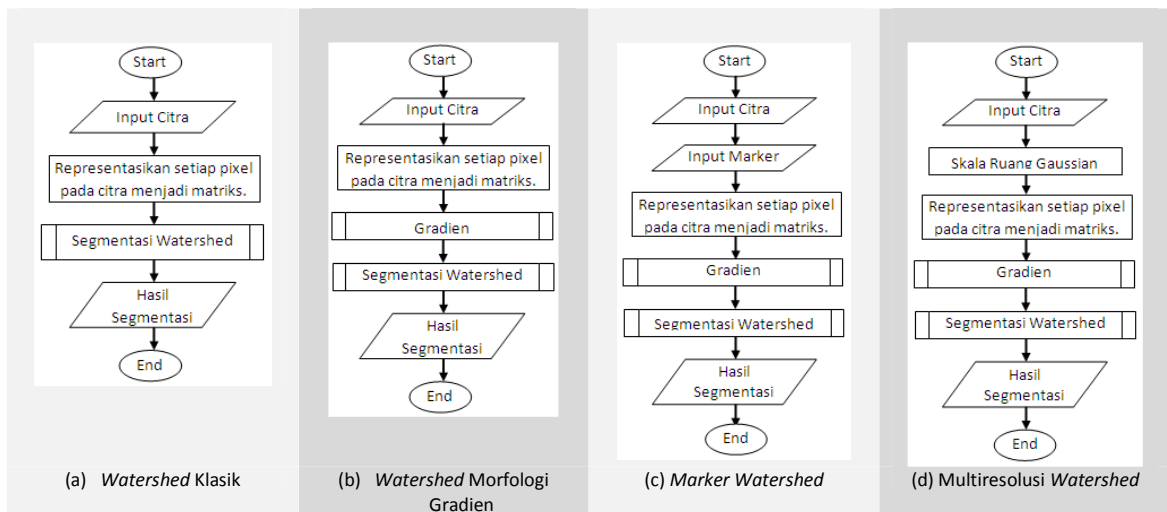 Start
Input Citra
Representasikan setiap pixel
pada citra menjadi matriks.
Segmentasi Watershed
Hasil
Segmentasi
End
(a) Watershed Klasik
Start
Input Citra
Representasikan setiap pixel
pada citra menjadi matriks.
Gradien
Segmentasi Watershed
Hasil
Segmentasi
End
(b) Watershed Morfologi
Gradien
Start
Input Citra
Input Marker
Representasikan setiap pixel
pada citra menjadi matriks.
Gradien
Segmentasi Watershed
Hasil
Segmentasi
End
(c) Marker Watershed
Start
Input Citra
Skala Ruang Gaussian
Representasikan setiap pixel
pada citra menjadi matriks.
Gradien
Segmentasi Watershed
Hasil
Segmentasi
End
(d) Multiresolusi Watershed